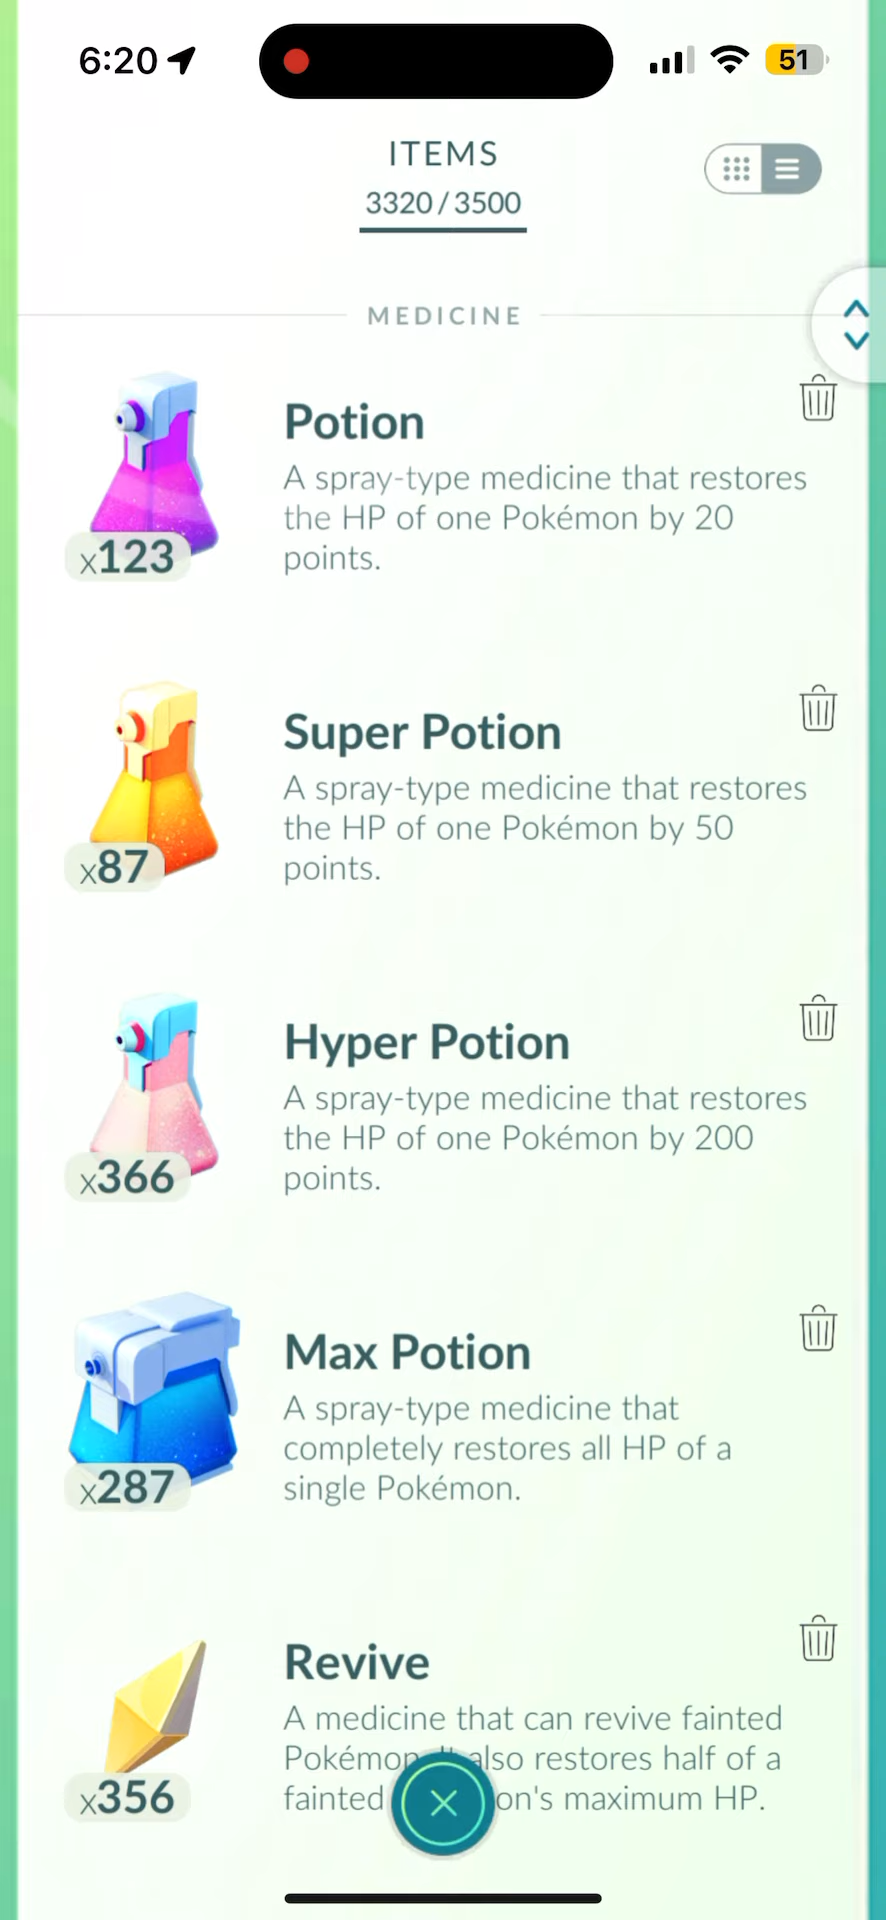 6:20
51
ITEMS
3320 / 3500
MEDICINE
Potion
A spray-type medicine that restores
the HP of one Pokémon by 20
points.
x123
Super Potion
A spray-type medicine that restores
the HP of one Pokémon by 50
points.
x87
Hyper Potion
A spray-type medicine that restores
the HP of one Pokémon by 200
points.
x366
Max Potion
A spray-type medicine that
completely restores all HP of a
single Pokémon.
x287
Revive
A medicine that can revive fainted
also restores half of a
fainted maximum HP.
x356